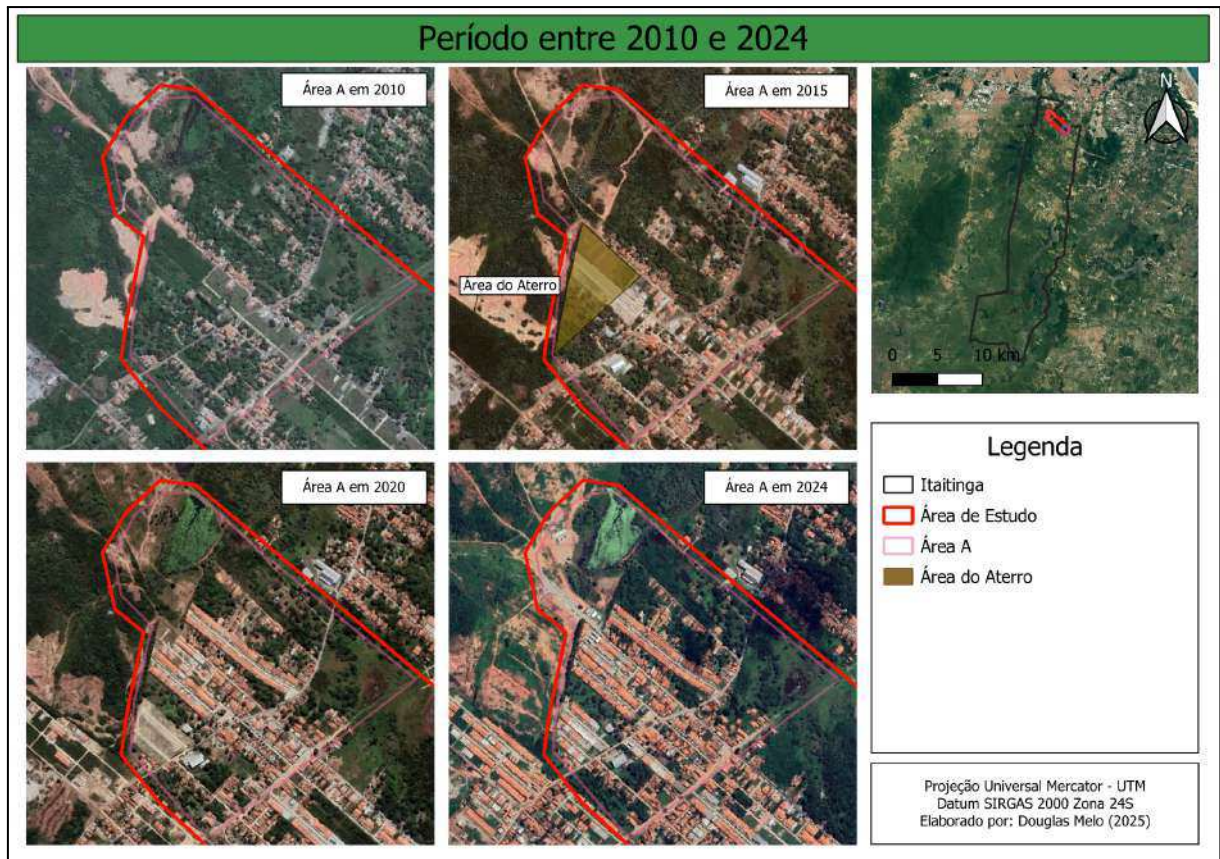 Período entre 2010 e 2024
Área A em 2010
Área A em 2015
N
Área do Aterro
0 5 10 km
Área A em 2020
Área A em 2024
Legenda
Itaitinga
Área de Estudo
Área A
Área do Aterro
Projeção Universal Mercator - UTM
Datum SIRGAS 2000 Zona 24S
Elaborado por: Douglas Melo (2025)